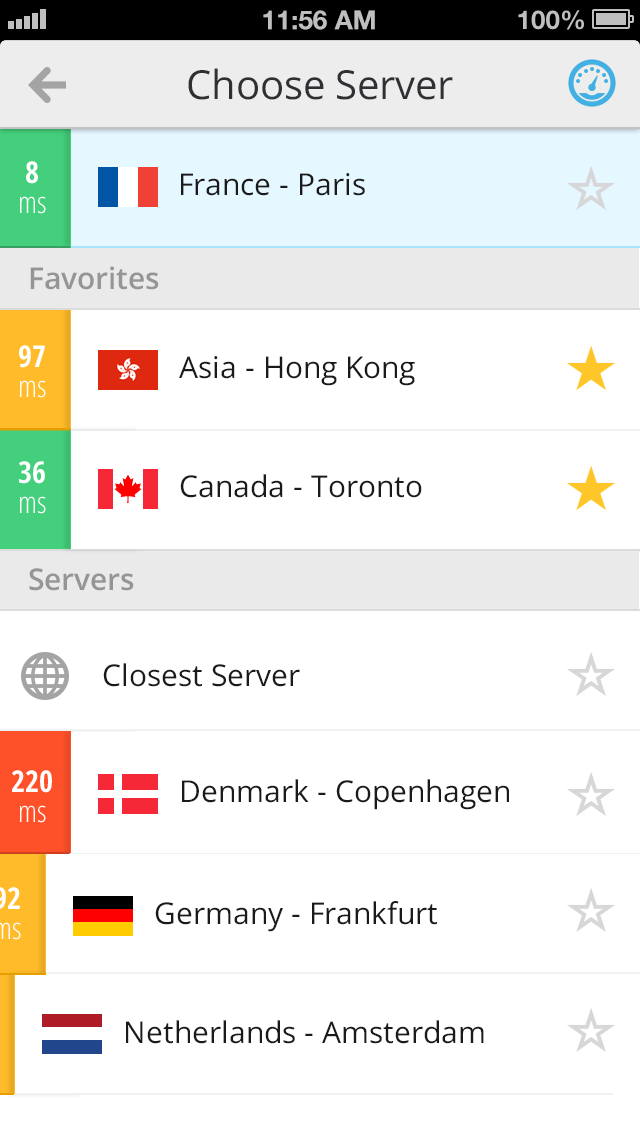 11:56 AM 100%
Choose Server
8
ms
France - Paris
Favorites
97
ms
Asia - Hong Kong
36
ms
Canada - Toronto
Servers
Closest Server
220
ms
Denmark - Copenhagen
92
ms
Germany - Frankfurt
Netherlands - Amsterdam